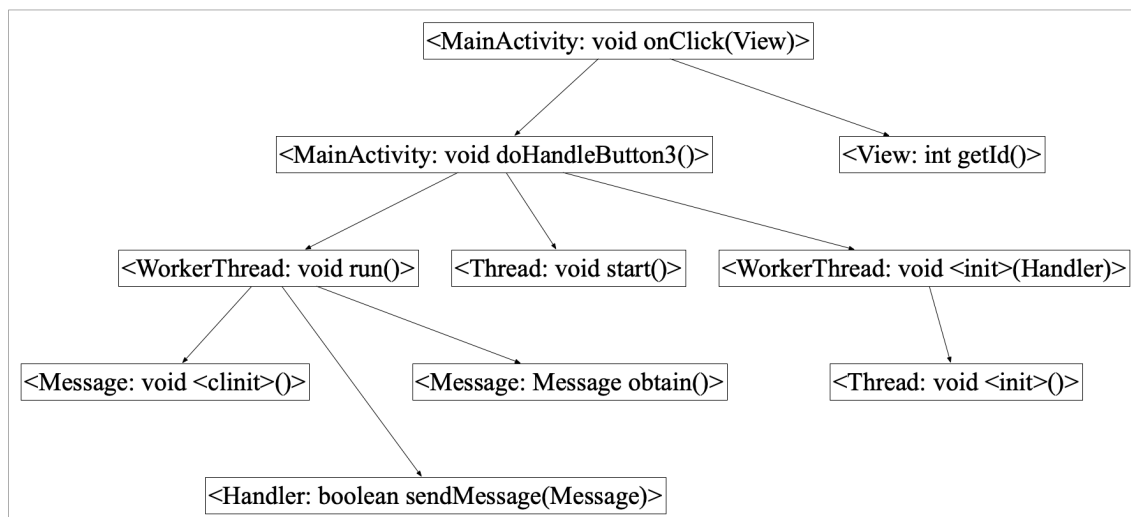 <MainActivity: void onClick(View)>
<MainActivity: void doHandleButton3()>
<View: int getId()>
<WorkerThread: void run()>
<Thread: void start()>
<WorkerThread: void <init>(Handler)>
<Message: void <clinit>()>
<Message: Message obtain()>
<Thread: void <init>()>
<Handler: boolean sendMessage(Message)>